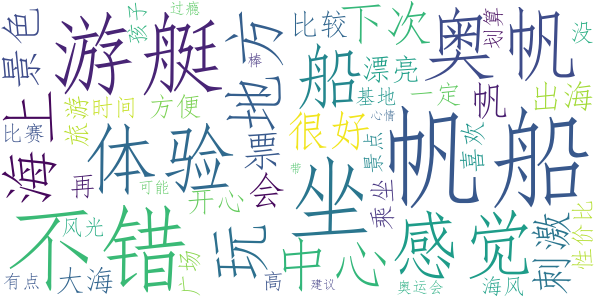 过瘾
孩子
景色
游艇
地方
比较
下次
奥帆
划算
没
船
漂亮
基地
一定
帆
出海
旅游
时间
方便
棒
海上
比赛
体验
票
很好
心情
景点
喜欢
帆船
再
可能
会
坐
乘坐
带
开心
不错
风光
玩
中心
感觉
刺激
性价比
有点
大海
广场
高
建议
奥运会
海风